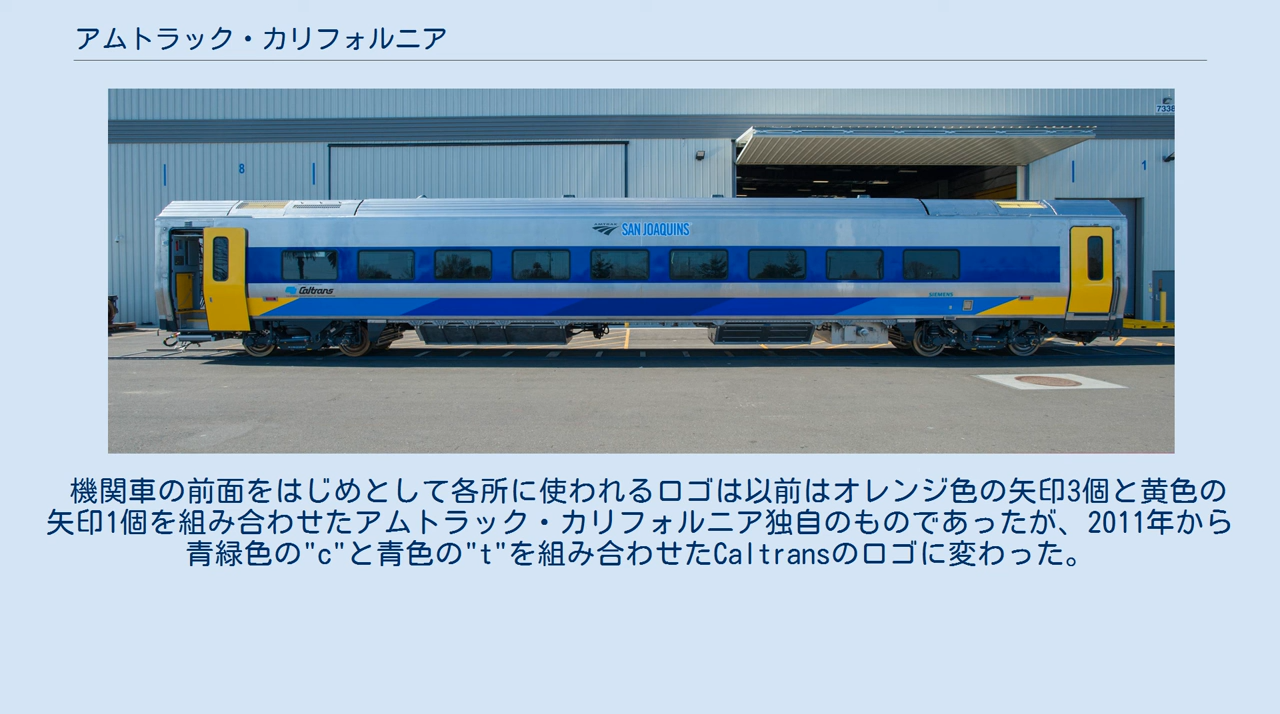 アムトラック・カリフォルニア
7338
8
1
SAN JOAQUINS
Caltrans
SIEMENS
機関車の前面をはじめとして各所に使われるロゴは以前はオレンジ色の矢印3個と黄色の
矢印1個を組み合わせたアムトラック・カリフォルニア独自のものであったが、2011年から
青緑色の"c"と青色の"t"を組み合わせたCaltransのロゴに変わった。